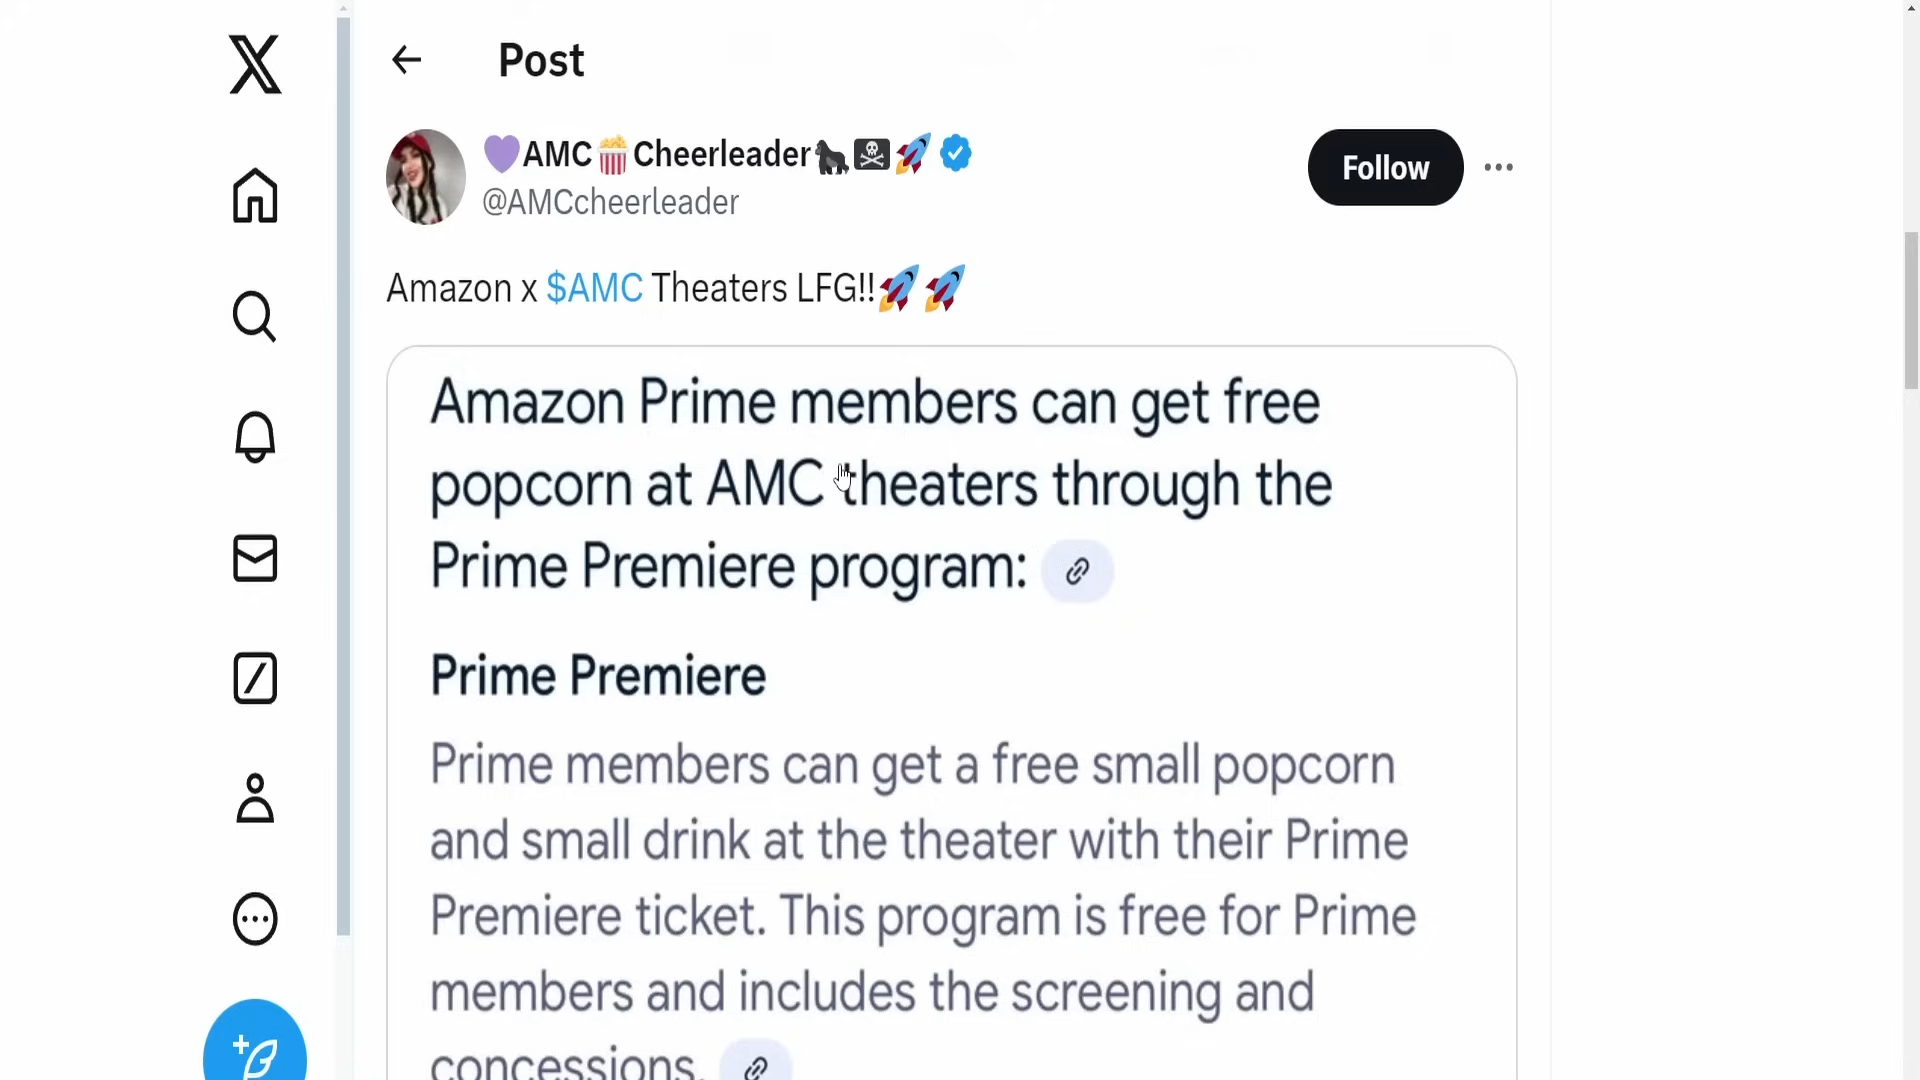 Post
💜AMC🍿Cheerleader🦍🏴‍☠️🚀
@AMCcheerleader
Follow
Amazon x $AMC Theaters LFG!!🚀🚀
Amazon Prime members can get free
popcorn at AMC theaters through the
Prime Premiere program:
Prime Premiere
Prime members can get a free small popcorn
and small drink at the theater with their Prime
Premiere ticket. This program is free for Prime
members and includes the screening and
concessions.